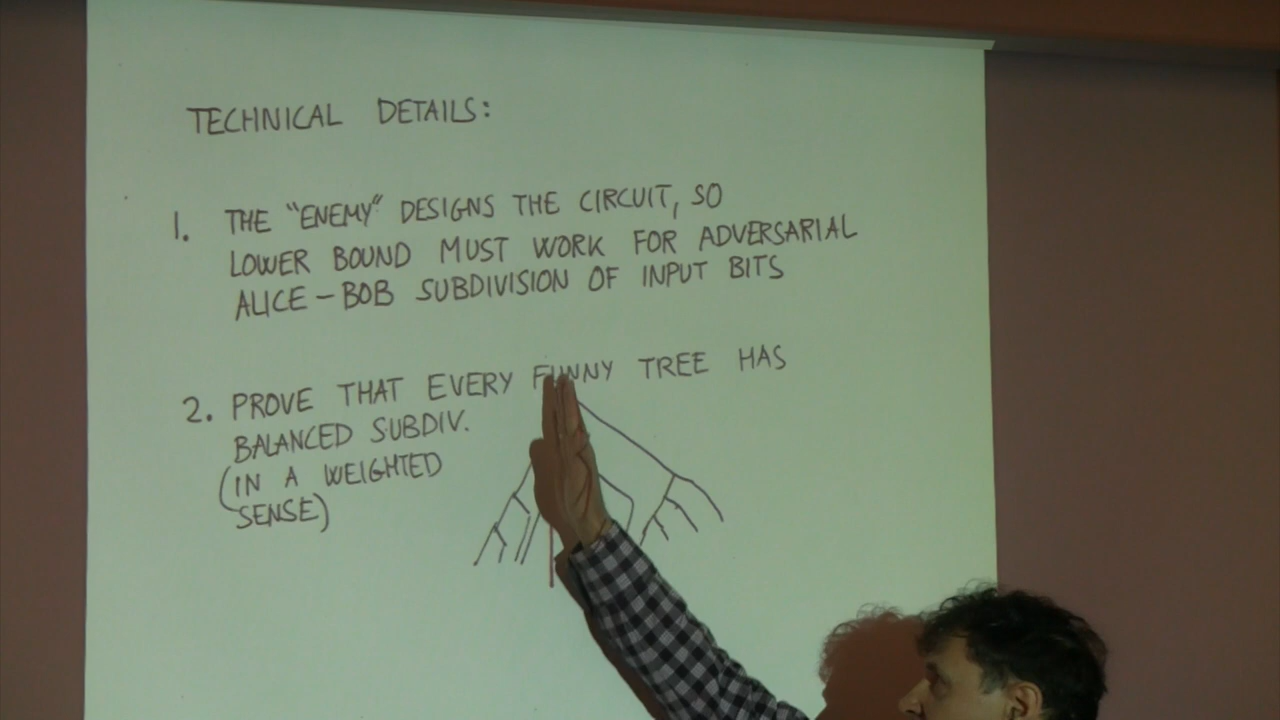 TECHNICAL DETAILS:
1. THE "ENEMY" DESIGNS THE CIRCUIT, SO
LOWER BOUND MUST WORK FOR ADVERSARIAL
ALICE-BOB SUBDIVISION OF INPUT BITS
2. PROVE THAT EVERY FUNNY TREE HAS
BALANCED SUBDIV.
(IN A WEIGHTED
SENSE)